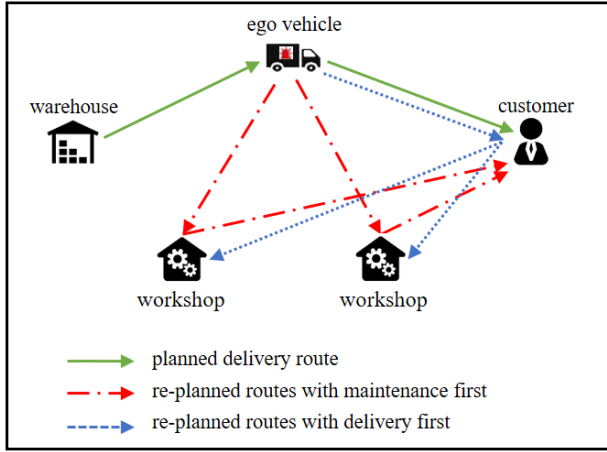 ego vehicle
warehouse
customer
workshop
workshop
planned delivery route
re-planned routes with maintenance first
re-planned routes with delivery first